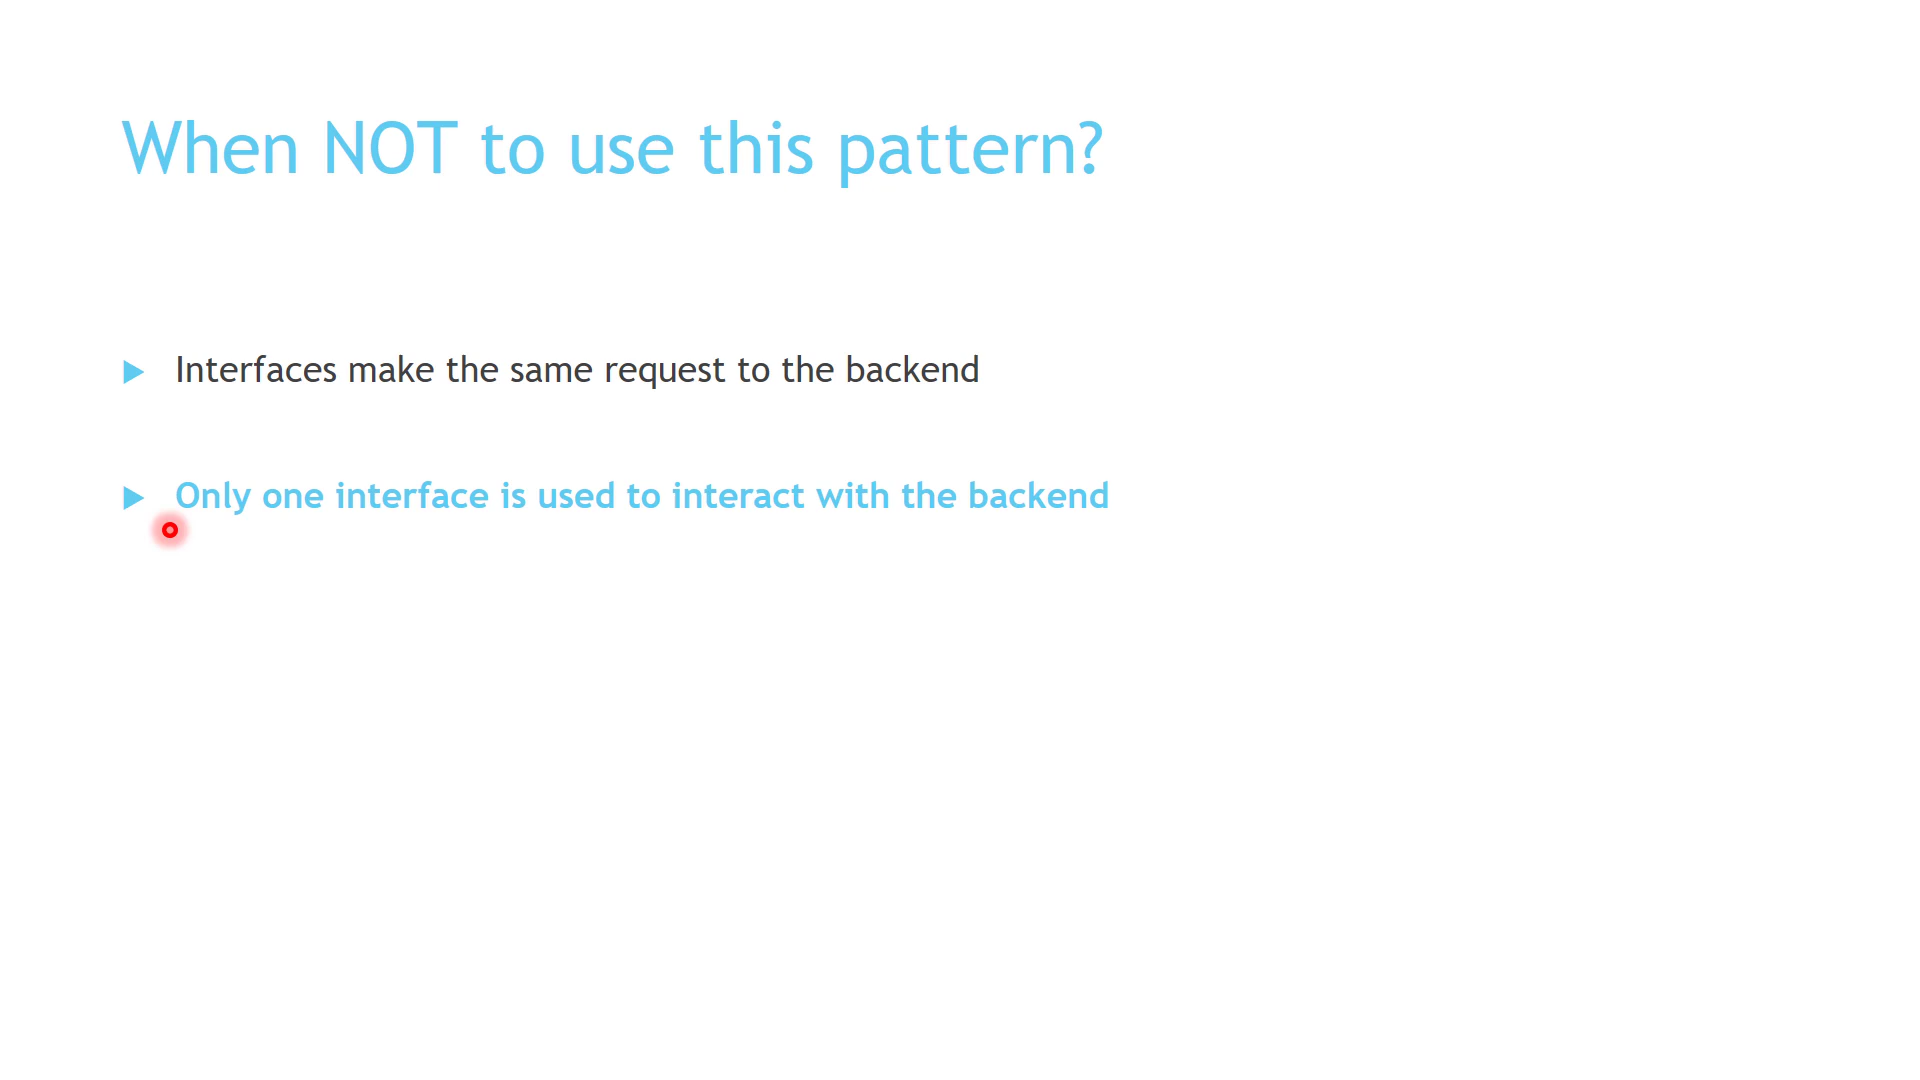 When NOT to use this pattern?
Interfaces make the same request to the backend
Only one interface is used to interact with the backend